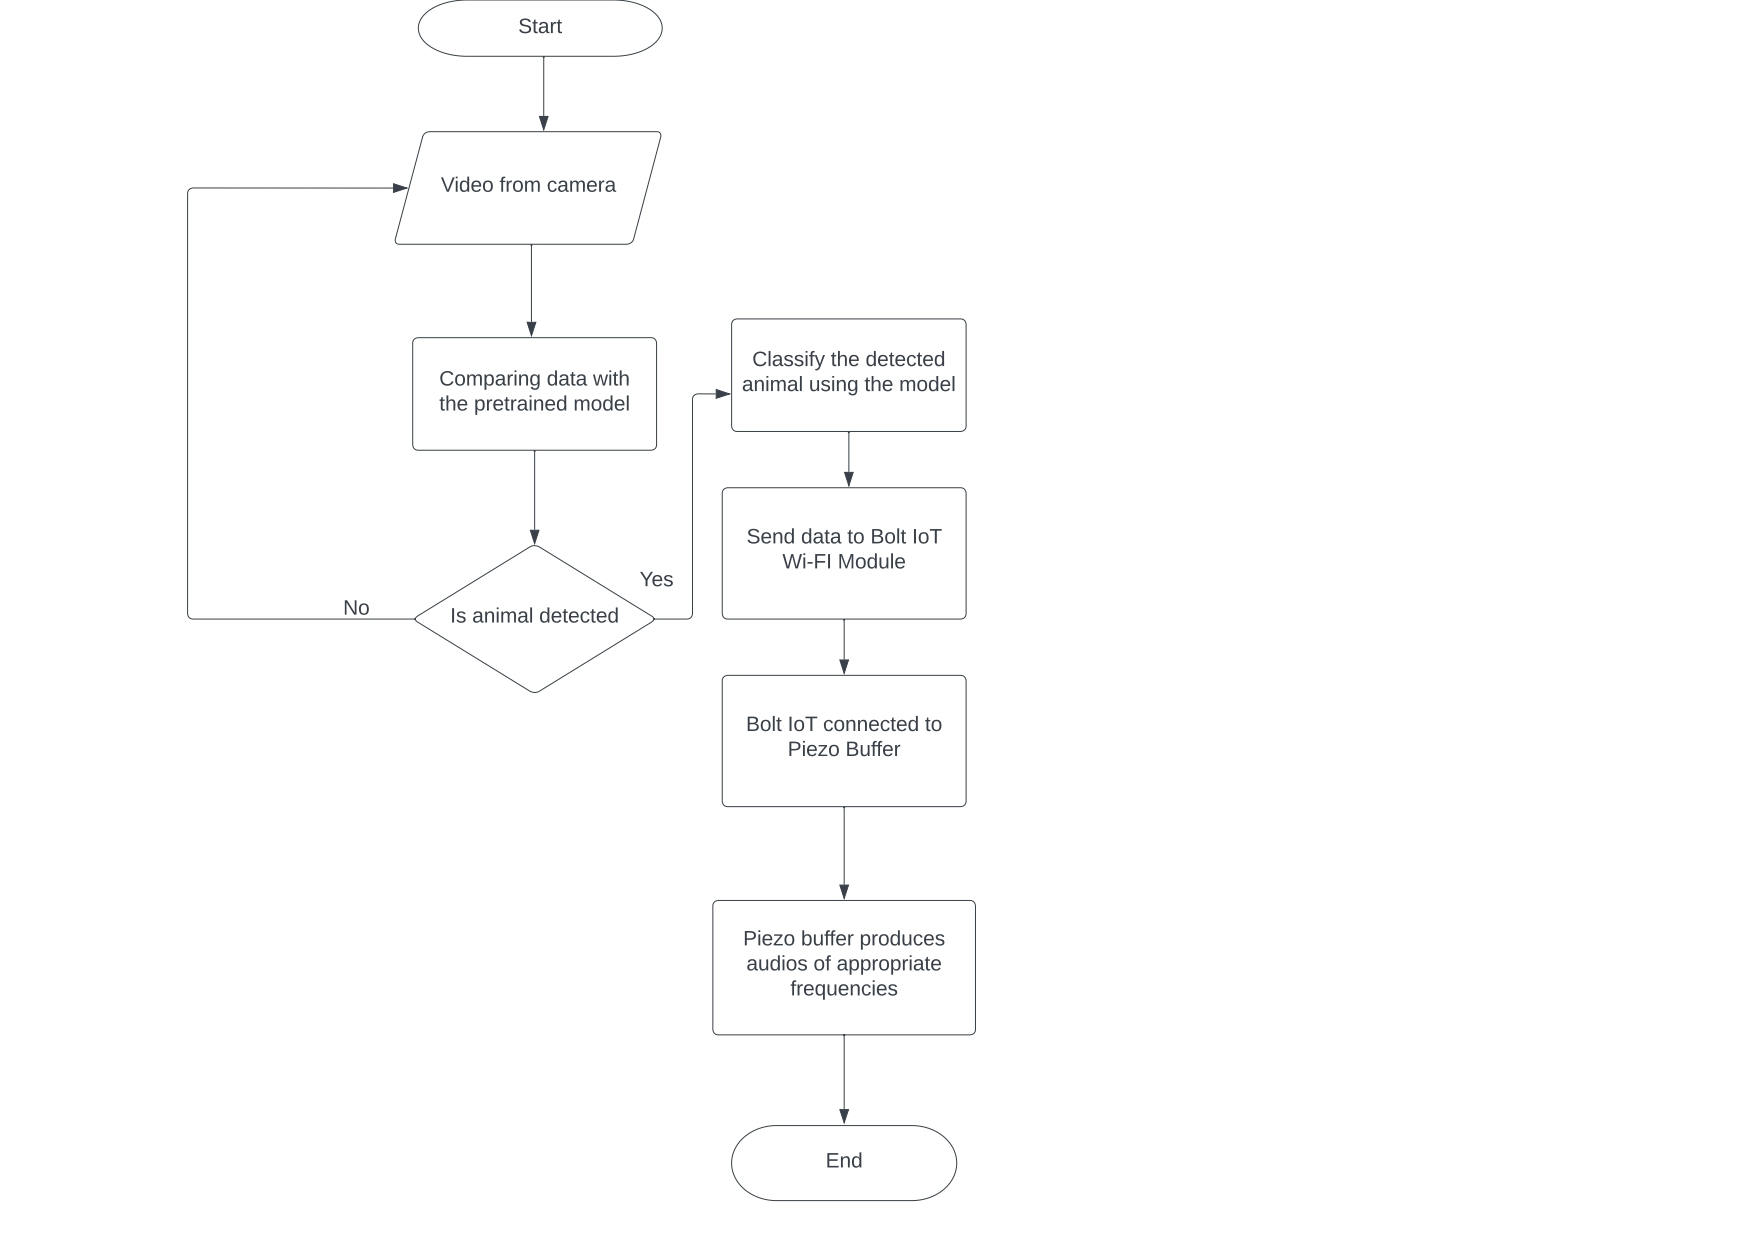 Start
Video from camera
Comparing data with
the pretrained model
Is animal detected
No
Yes
Classify the detected
animal using the model
Send data to Bolt IoT
Wi-FI Module
Bolt IoT connected to
Piezo Buffer
Piezo buffer produces
audios of appropriate
frequencies
End